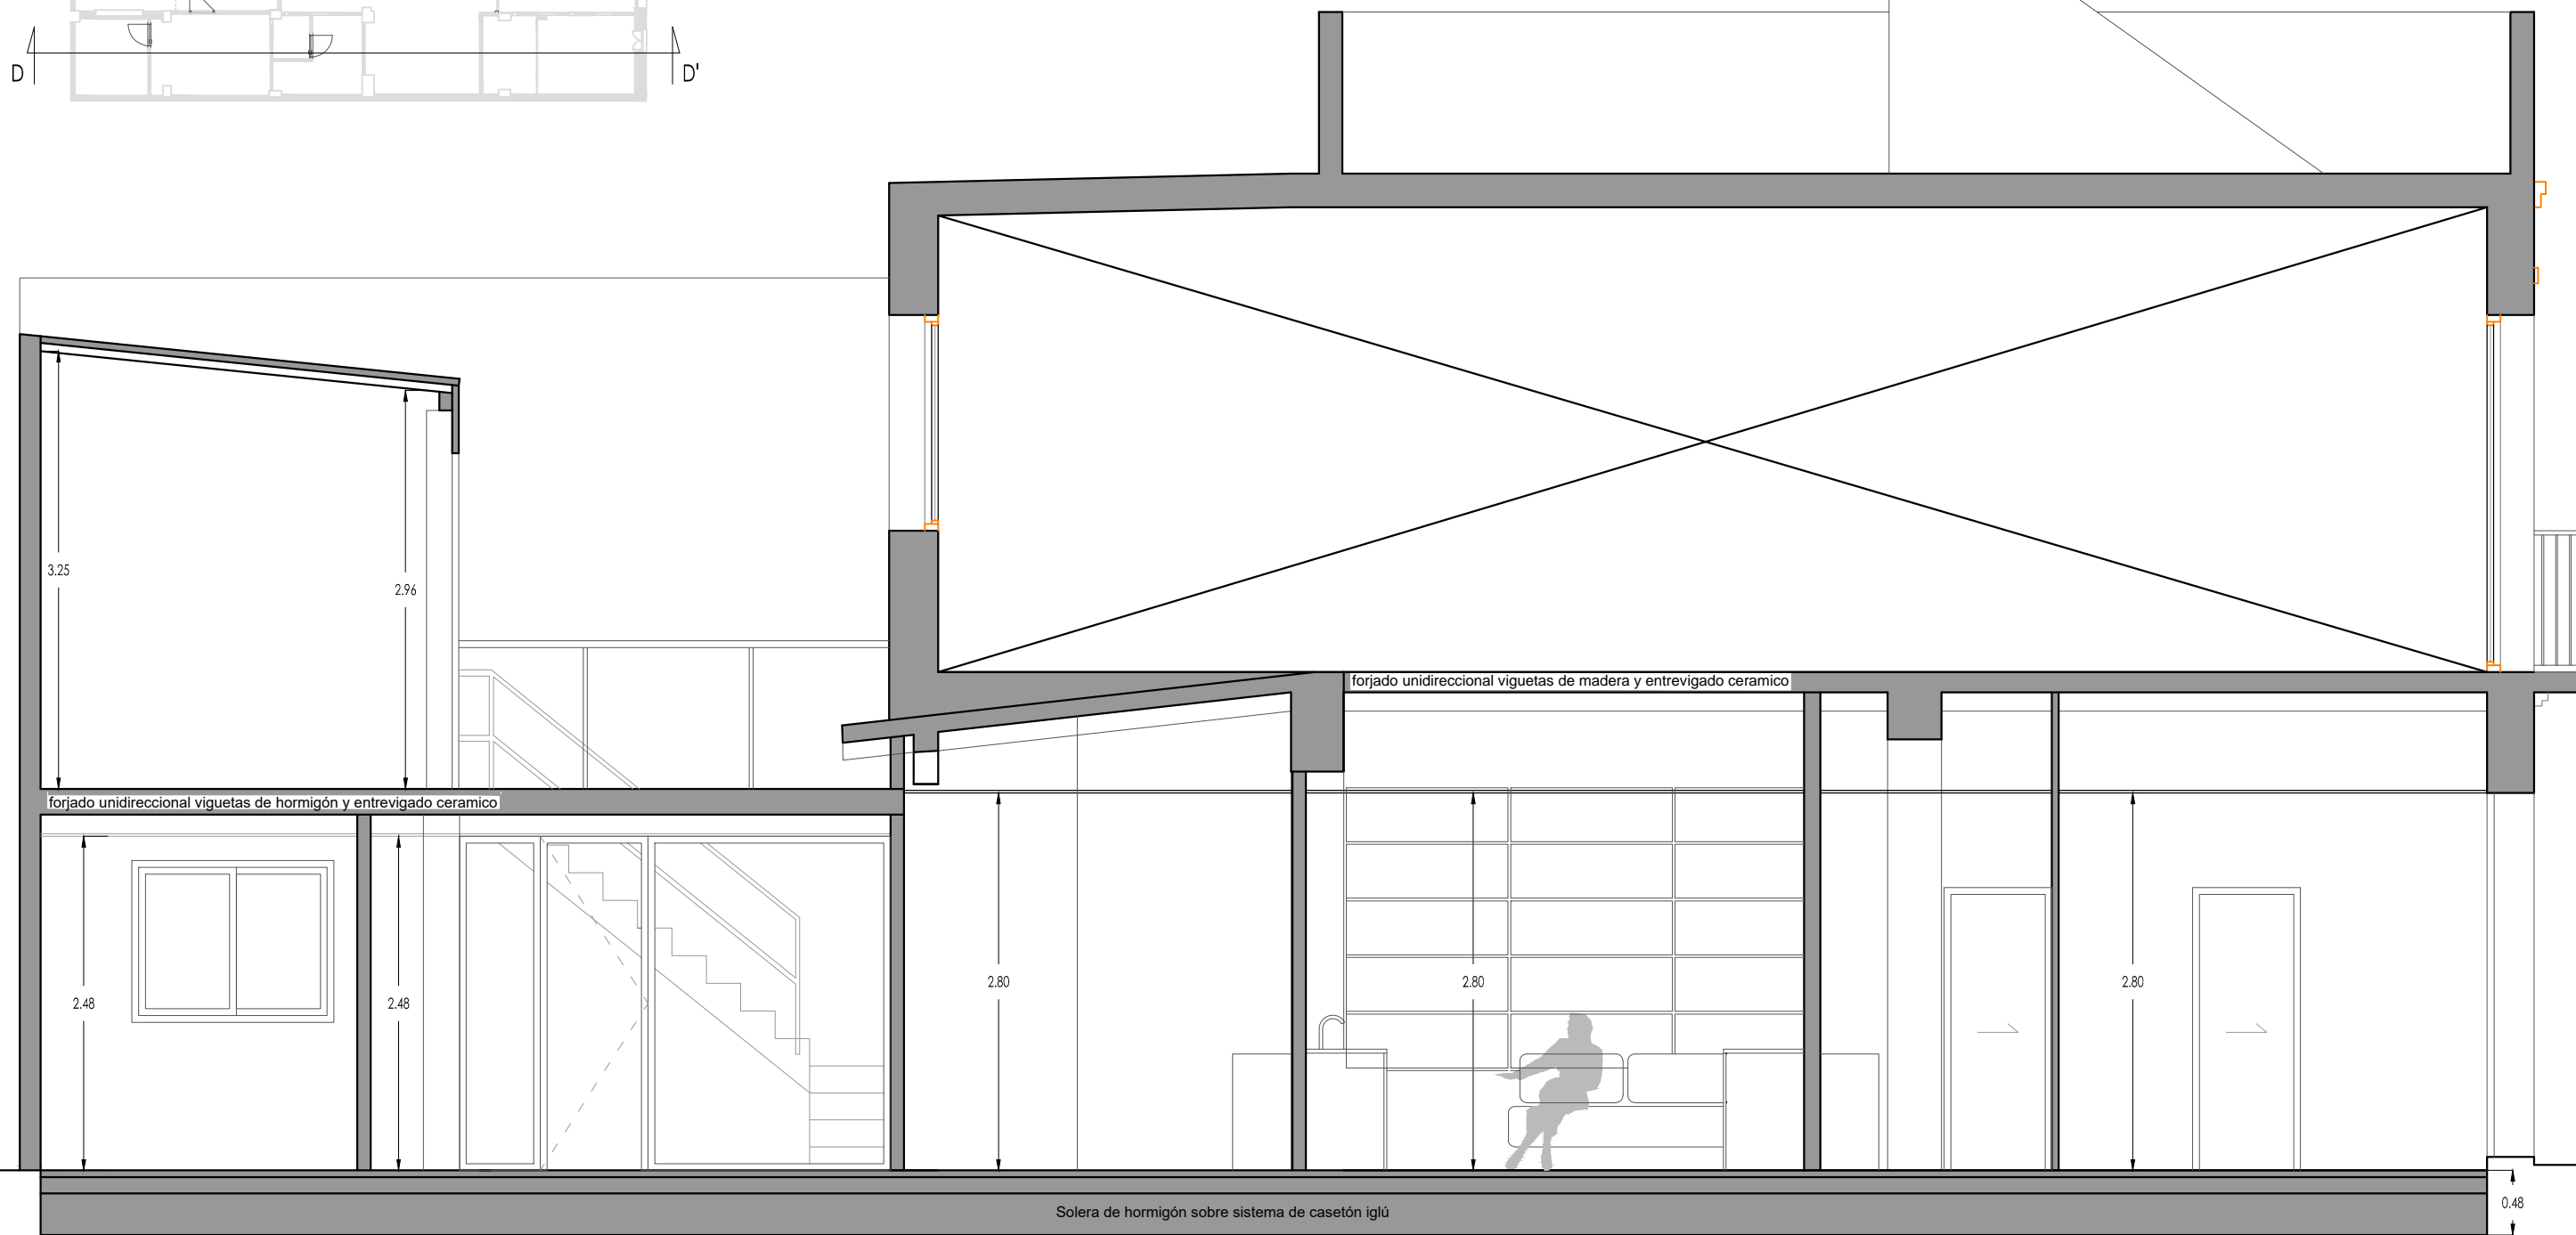 D
D'
3.25
2.96
forjado unidireccional viguetas de madera y entrevigado ceramico
forjado unidireccional viguetas de hormigón y entrevigado ceramico
2.48
2.48
2.80
2.80
2.80
Solera de hormigón sobre sistema de casetón iglú
0.48